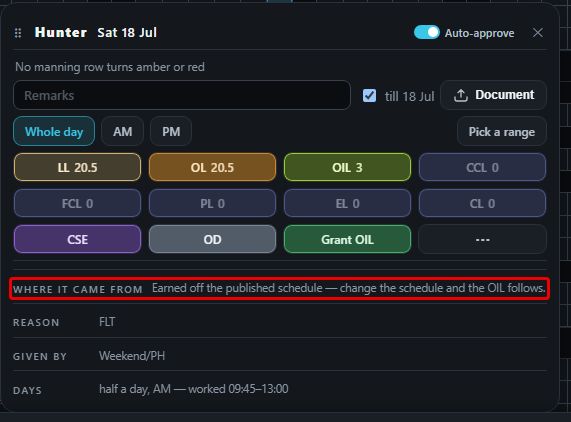 Hunter Sat 18 Jul Auto-approve
No manning row turns amber or red
Remarks till 18 Jul Document
Whole day AM PM Pick a range
LL 20.5 OL 20.5 OIL 3 CCL 0
FCL 0 PL 0 EL 0 CL 0
CSE OD Grant OIL ---
WHERE IT CAME FROM Earned off the published schedule — change the schedule and the OIL follows.
REASON FLT
GIVEN BY Weekend/PH
DAYS half a day, AM — worked 09:45–13:00